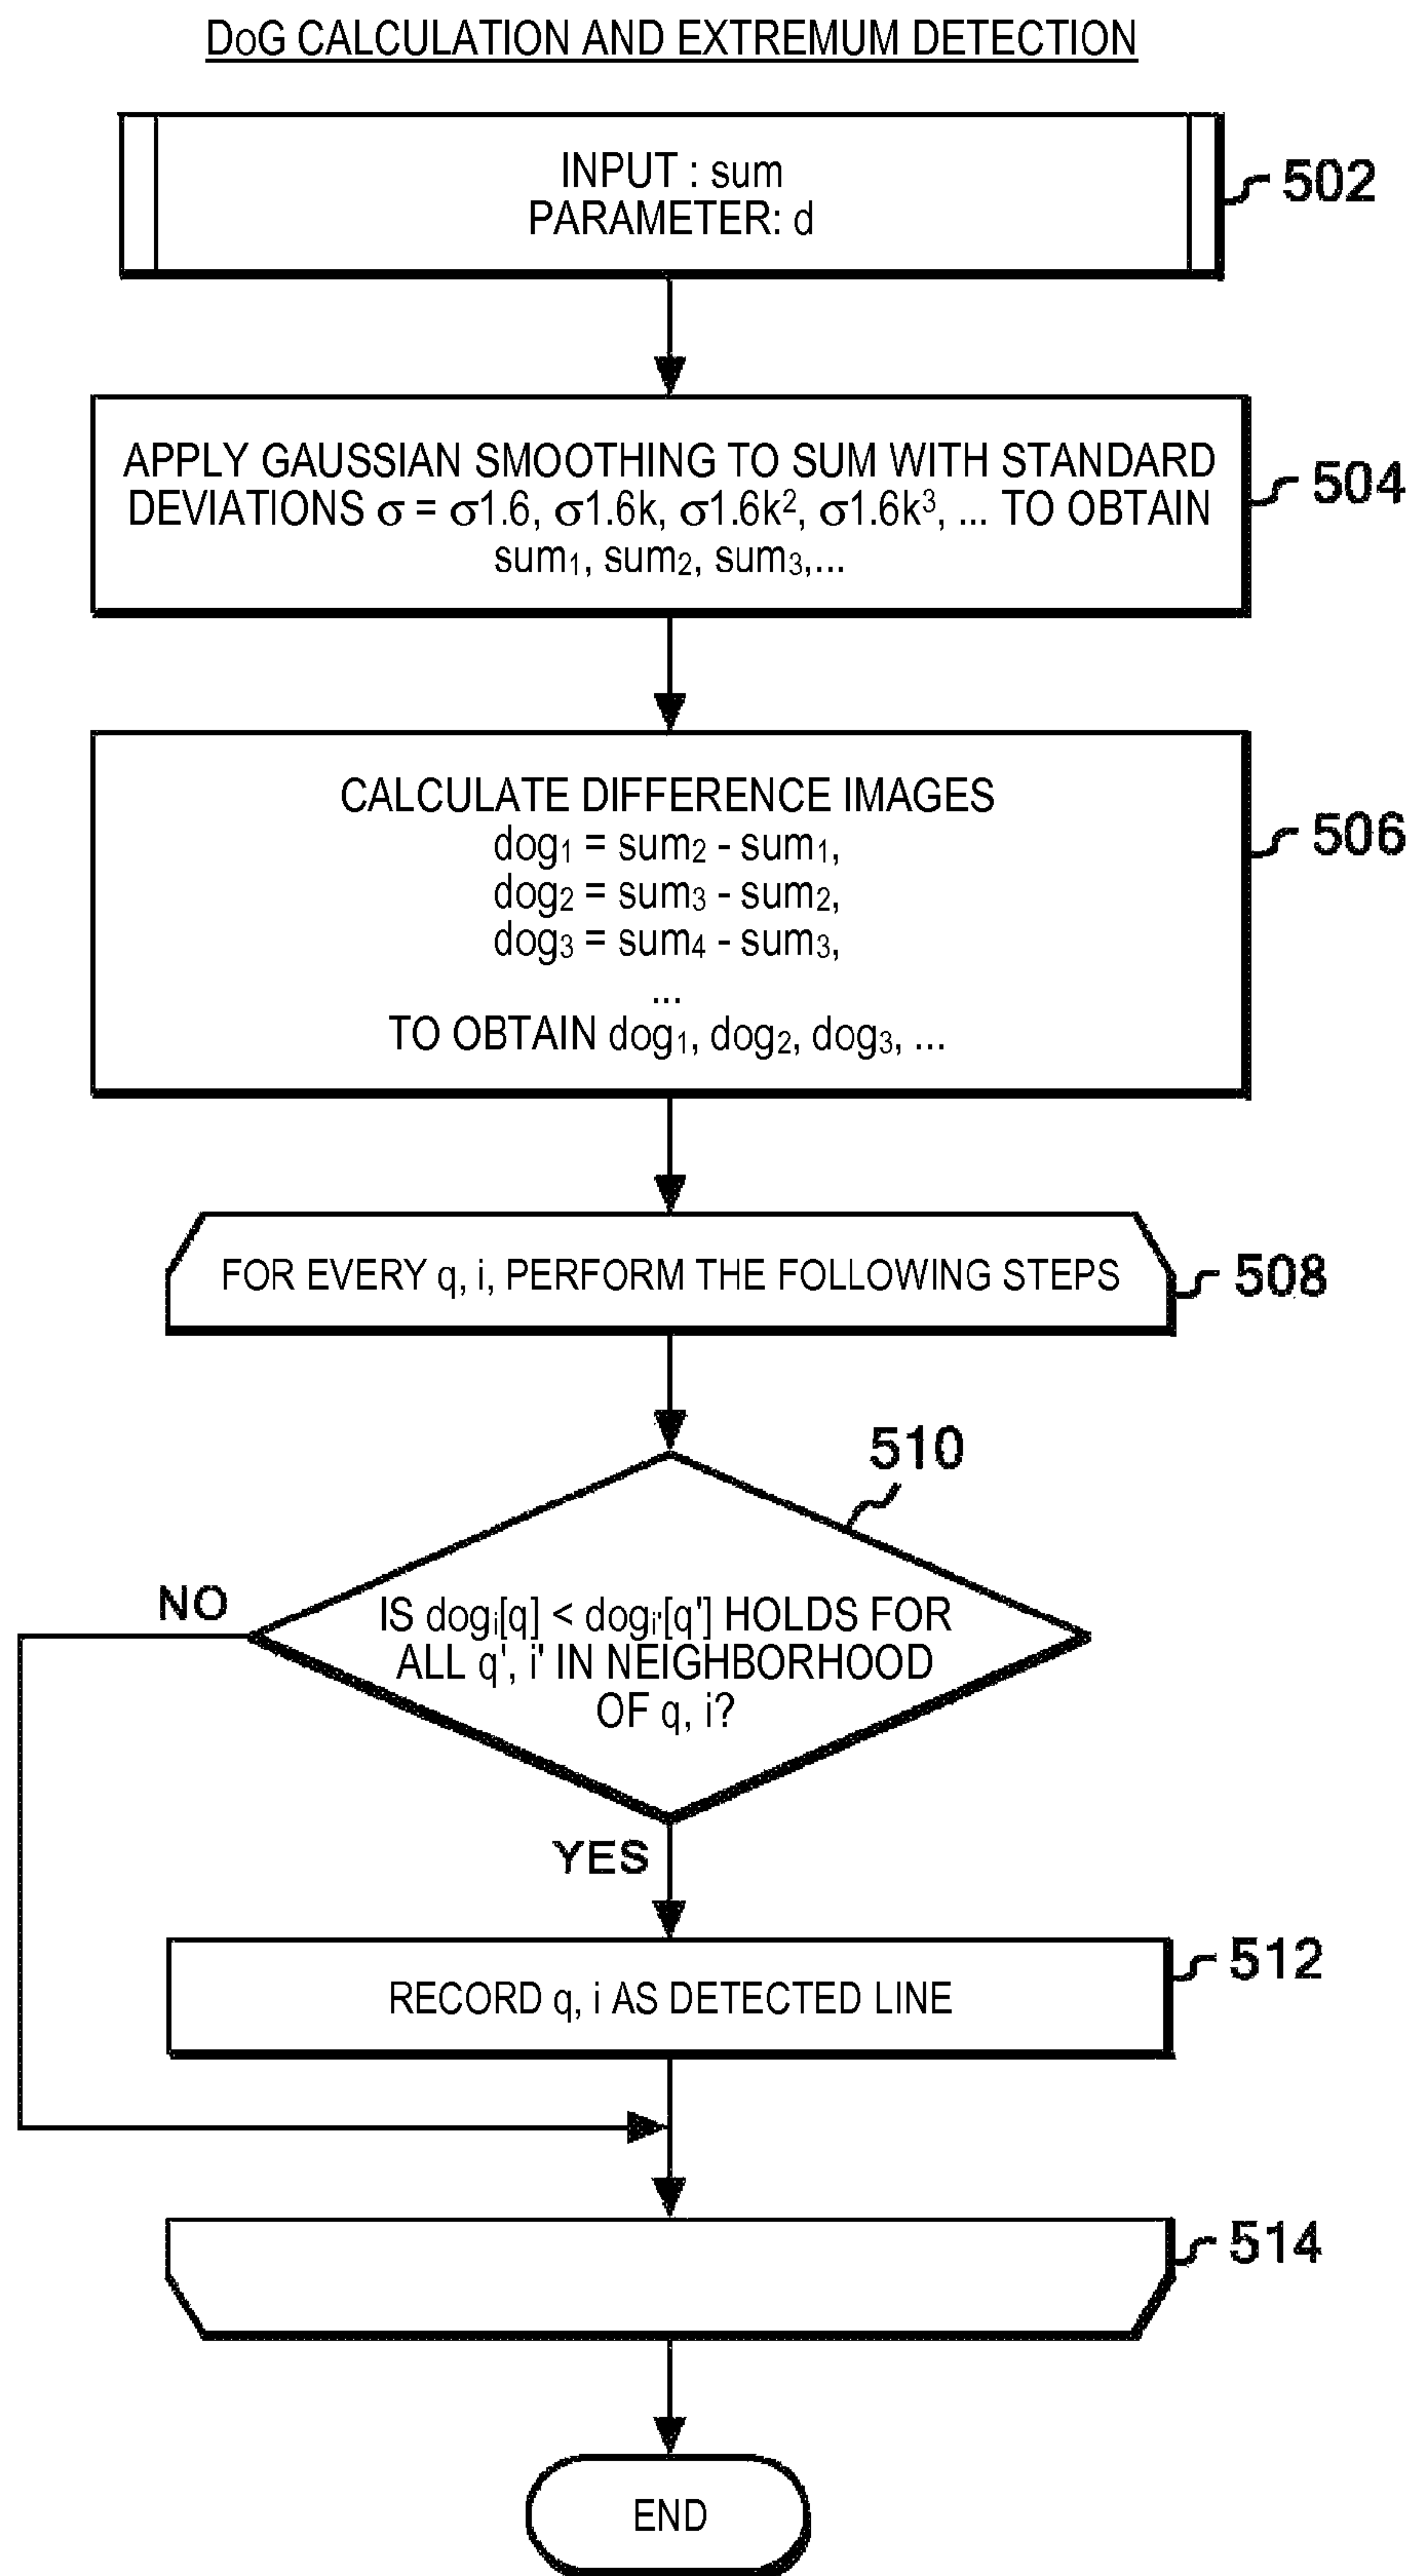 DoG CALCULATION AND EXTREMUM DETECTION
INPUT : sum
PARAMETER: d
502
APPLY GAUSSIAN SMOOTHING TO SUM WITH STANDARD
DEVIATIONS σ = σ1.6, σ1.6k, σ1.6k², σ1.6k³, ... TO OBTAIN
sum₁, sum₂, sum₃,...
504
CALCULATE DIFFERENCE IMAGES
dog₁ = sum₂ - sum₁,
dog₂ = sum₃ - sum₂,
dog₃ = sum₄ - sum₃,
...
TO OBTAIN dog₁, dog₂, dog₃, ...
506
FOR EVERY q, i, PERFORM THE FOLLOWING STEPS
508
510
NO
IS dogᵢ[q] < dogᵢ'[q'] HOLDS FOR
ALL q', i' IN NEIGHBORHOOD
OF q, i?
YES
RECORD q, i AS DETECTED LINE
512
514
END